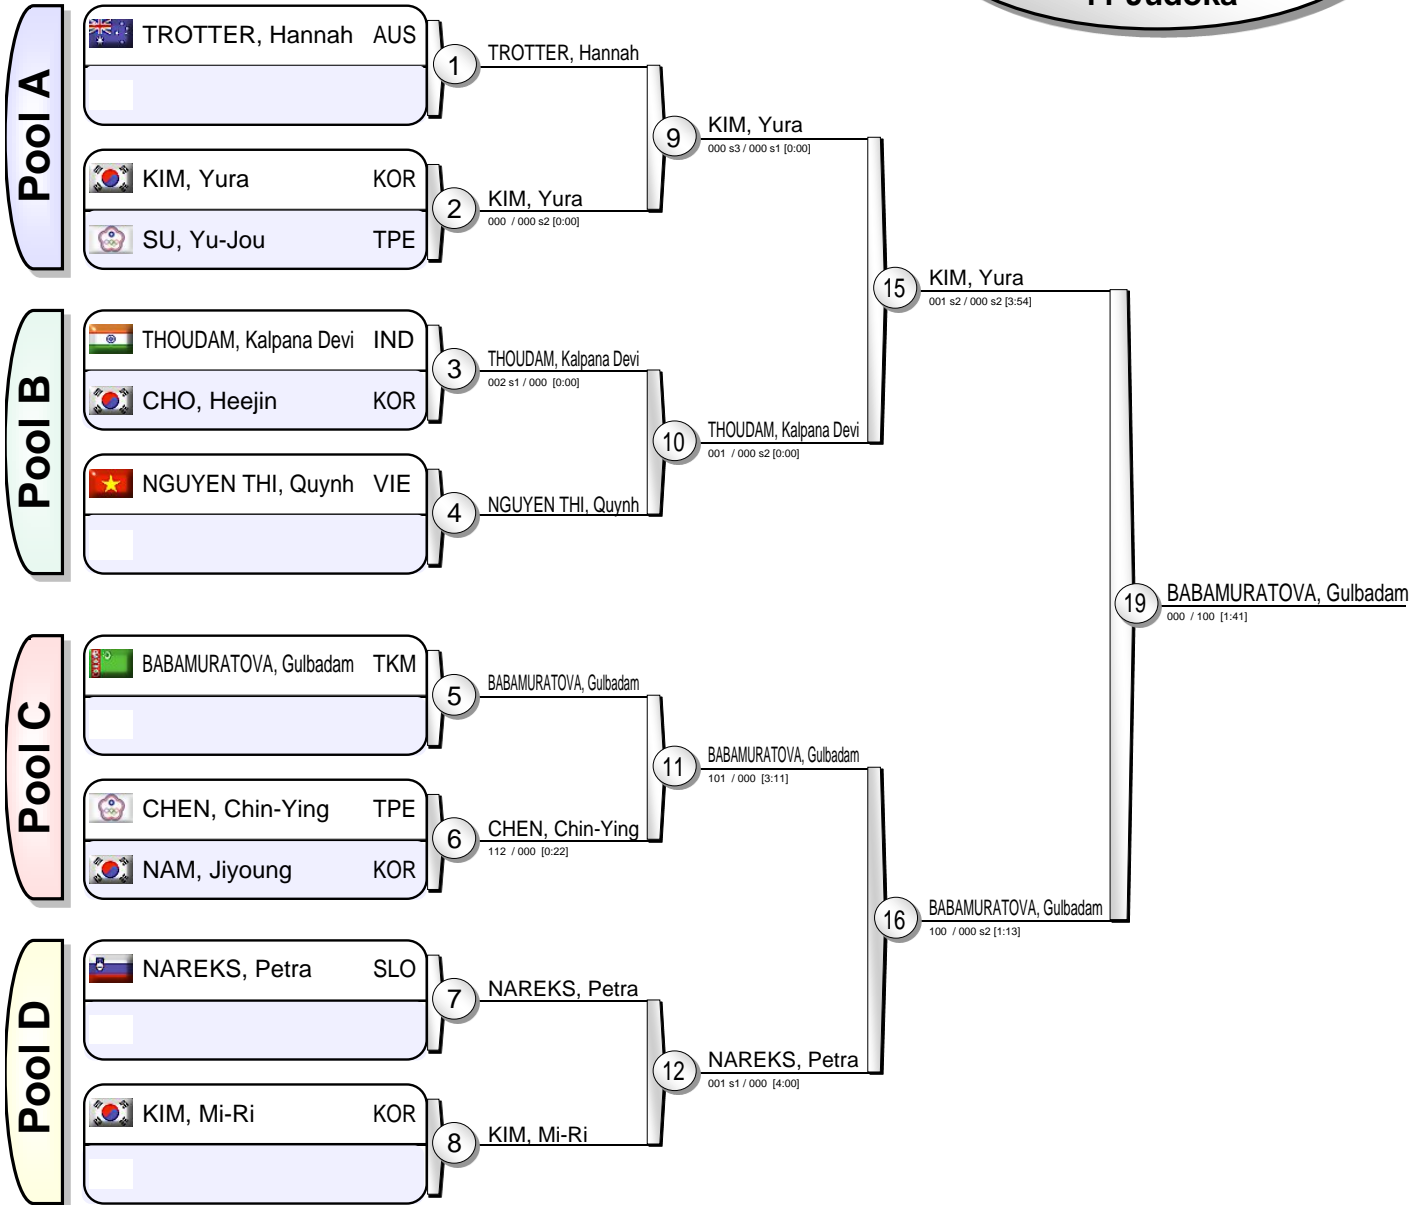 11 Judoka
Pool A
TROTTER, Hannah AUS
1
TROTTER, Hannah
KIM, Yura KOR
SU, Yu-Jou TPE
2
KIM, Yura
000 / 000 s2 [0:00]
9
KIM, Yura
000 s3 / 000 s1 [0:00]
Pool B
THOUDAM, Kalpana Devi IND
CHO, Heejin KOR
3
THOUDAM, Kalpana Devi
002 s1 / 000 [0:00]
NGUYEN THI, Quynh VIE
4
NGUYEN THI, Quynh
10
THOUDAM, Kalpana Devi
001 / 000 s2 [0:00]
15
KIM, Yura
001 s2 / 000 s2 [3:54]
Pool C
BABAMURATOVA, Gulbadam TKM
5
BABAMURATOVA, Gulbadam
CHEN, Chin-Ying TPE
NAM, Jiyoung KOR
6
CHEN, Chin-Ying
112 / 000 [0:22]
11
BABAMURATOVA, Gulbadam
101 / 000 [3:11]
Pool D
NAREKS, Petra SLO
7
NAREKS, Petra
KIM, Mi-Ri KOR
8
KIM, Mi-Ri
12
NAREKS, Petra
001 s1 / 000 [4:00]
16
BABAMURATOVA, Gulbadam
100 / 000 s2 [1:13]
19
BABAMURATOVA, Gulbadam
000 / 100 [1:41]